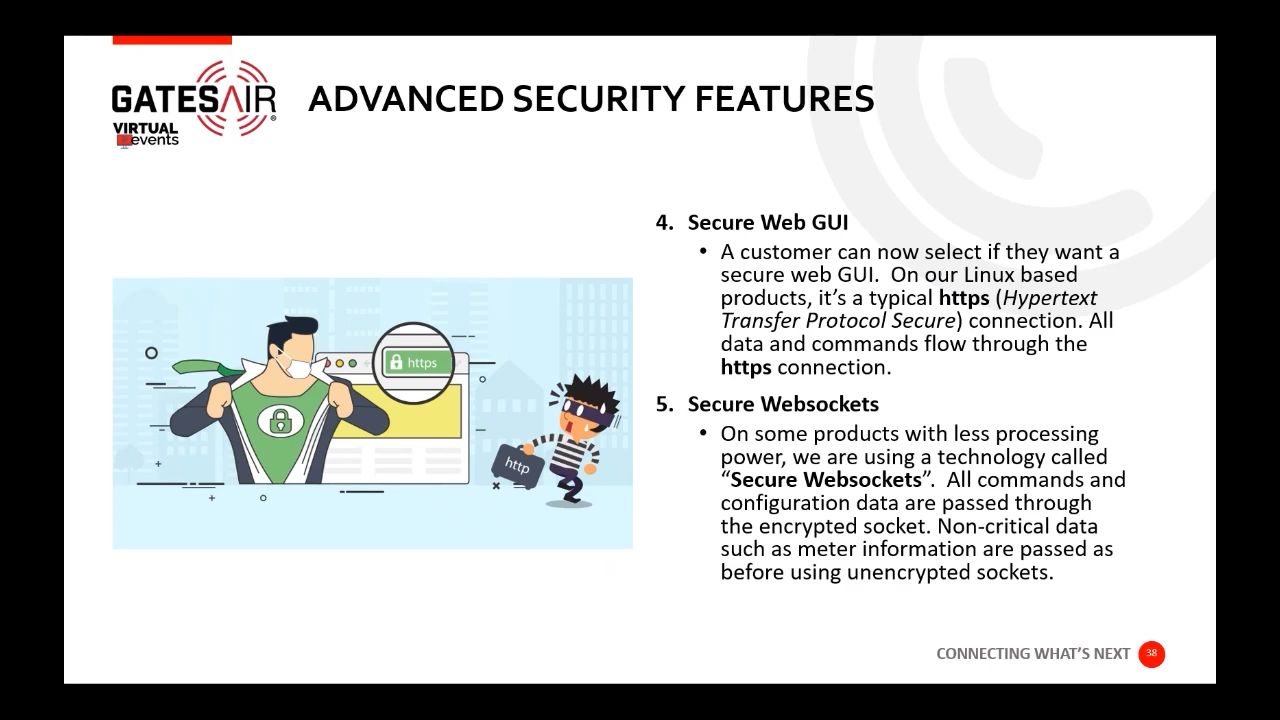 GATESAIR®
VIRTUAL
events
ADVANCED SECURITY FEATURES
https
http
4. Secure Web GUI
• A customer can now select if they want a
secure web GUI.  On our Linux based
products, it’s a typical https (Hypertext
Transfer Protocol Secure) connection. All
data and commands flow through the
https connection.
5. Secure Websockets
• On some products with less processing
power, we are using a technology called
“Secure Websockets”.  All commands and
configuration data are passed through
the encrypted socket. Non-critical data
such as meter information are passed as
before using unencrypted sockets.
CONNECTING WHAT’S NEXT 38